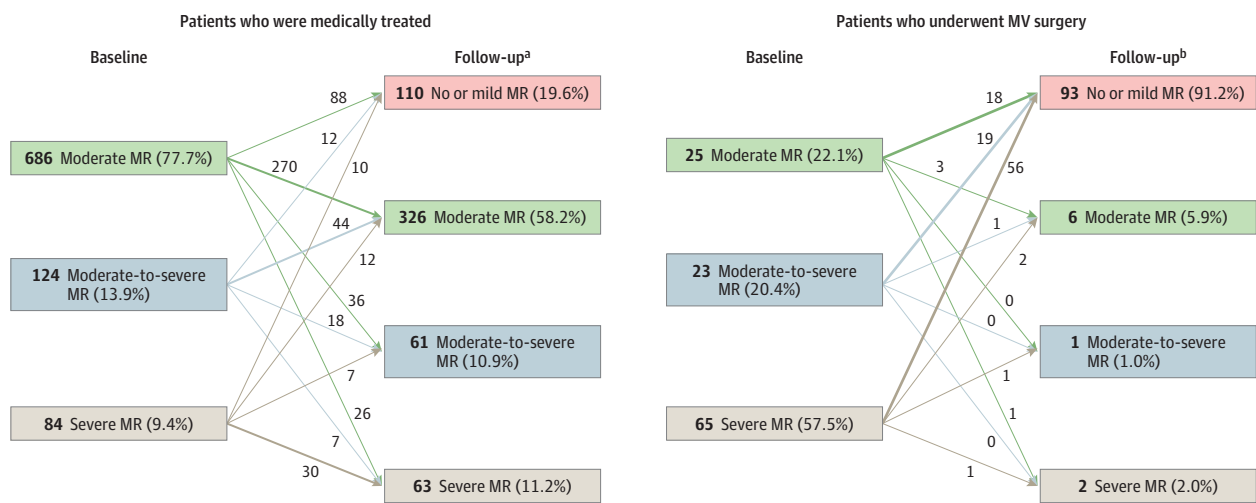 Patients who were medically treated
Baseline
Follow-upᵃ
686 Moderate MR (77.7%)
124 Moderate-to-severe
MR (13.9%)
84 Severe MR (9.4%)
88
12
270
10
44
12
36
18
7
26
7
30
110 No or mild MR (19.6%)
326 Moderate MR (58.2%)
61 Moderate-to-severe
MR (10.9%)
63 Severe MR (11.2%)
Patients who underwent MV surgery
Baseline
Follow-upᵇ
25 Moderate MR (22.1%)
23 Moderate-to-severe
MR (20.4%)
65 Severe MR (57.5%)
18
19
3
56
1
2
0
0
1
1
0
1
93 No or mild MR (91.2%)
6 Moderate MR (5.9%)
1 Moderate-to-severe
MR (1.0%)
2 Severe MR (2.0%)